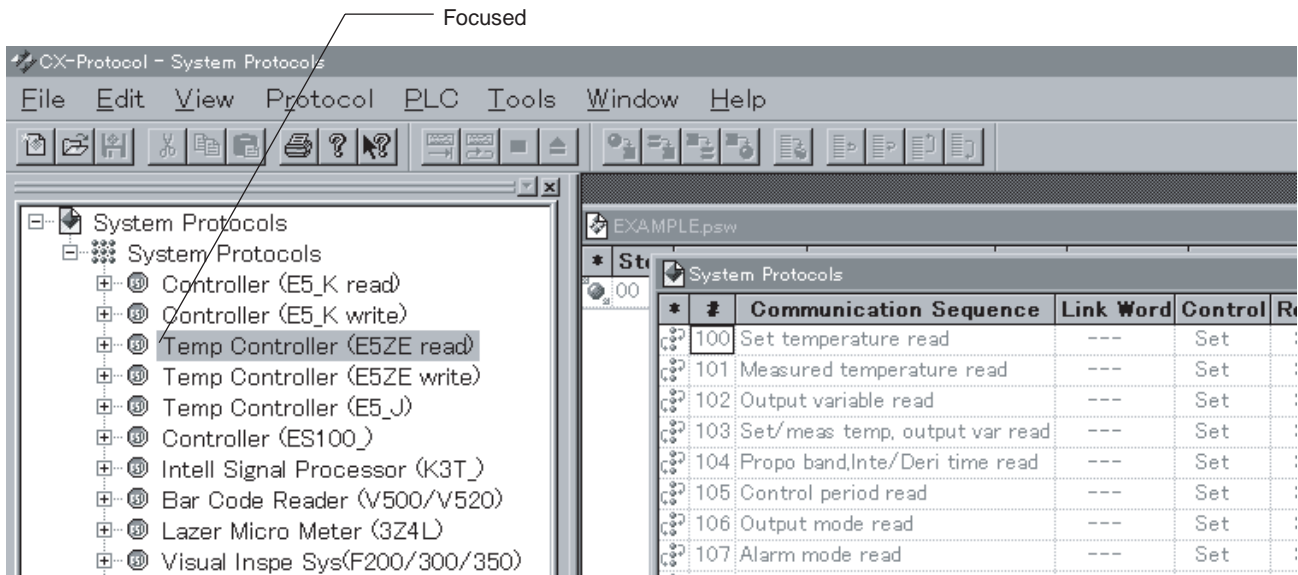 Focused
CX-Protocol - System Protocols
File Edit View Protocol PLC Tools Window Help
System Protocols
System Protocols
Controller (E5_K read)
Controller (E5_K write)
Temp Controller (E5ZE read)
Temp Controller (E5ZE write)
Temp Controller (E5_J)
Controller (ES100_)
Intell Signal Processor (K3T_)
Bar Code Reader (V500/V520)
Lazer Micro Meter (3Z4L)
Visual Inspe Sys(F200/300/350)
EXAMPLE.psw
*
00
System Protocols
* # Communication Sequence Link Word Control
100 Set temperature read --- Set
101 Measured temperature read --- Set
102 Output variable read --- Set
103 Set/meas temp, output var read --- Set
104 Propo band,Inte/Deri time read --- Set
105 Control period read --- Set
106 Output mode read --- Set
107 Alarm mode read --- Set